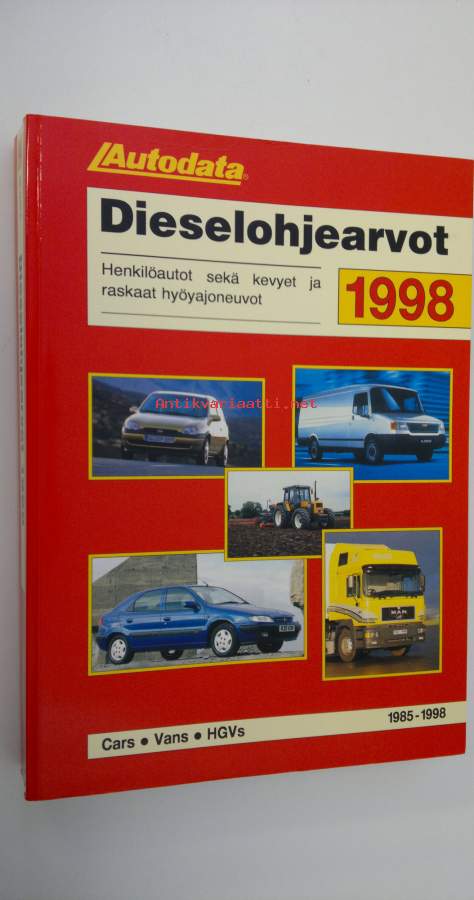 Autodata®
Dieselohjearvot
Henkilöautot sekä kevyet ja
raskaat hyöyajoneuvot
1998
Antikvariaatti.net
MAN
1985-1998
Cars • Vans • HGVs